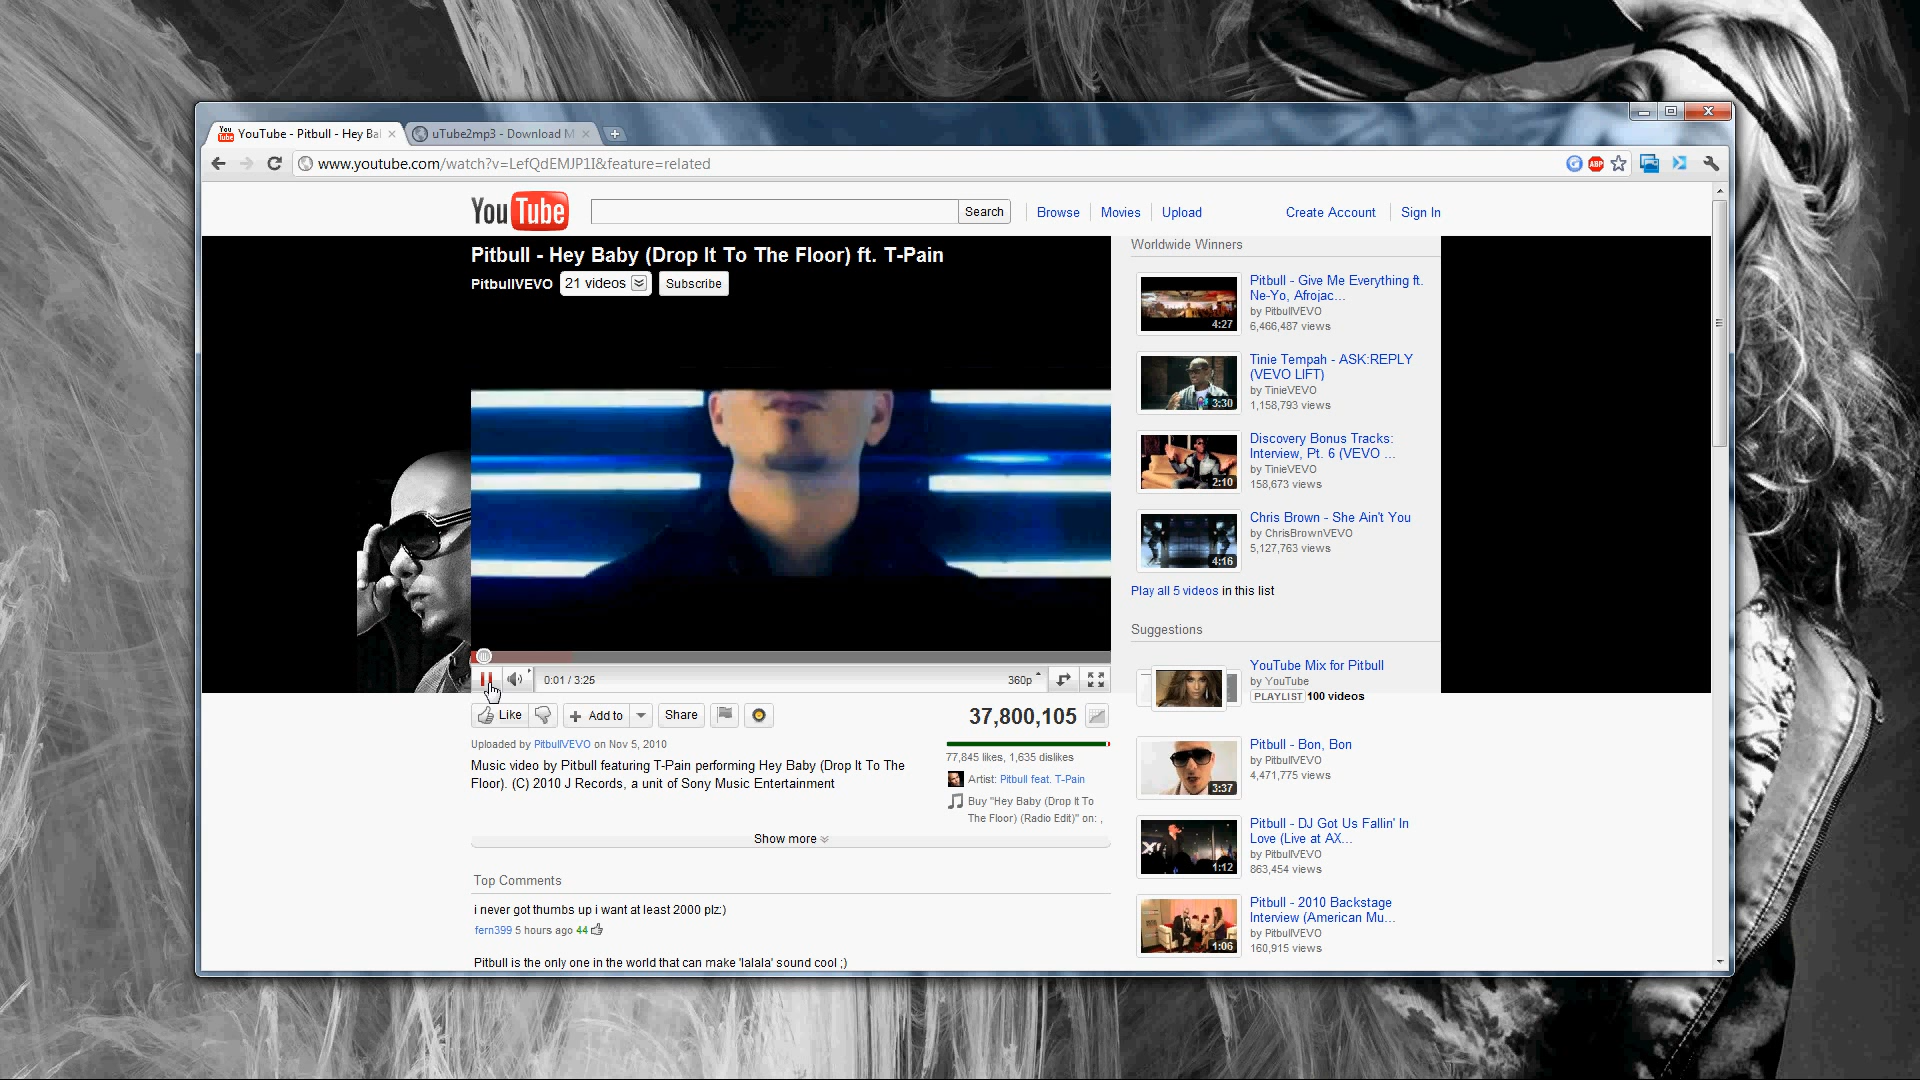 YouTube - Pitbull - Hey Bal
uTube2mp3 - Download M
www.youtube.com/watch?v=LefQdEMJP1I&feature=related
ABP
YouTube
Search
Browse
Movies
Upload
Create Account
Sign In
Pitbull - Hey Baby (Drop It To The Floor) ft. T-Pain
PitbullVEVO
21 videos
Subscribe
0:01 / 3:25
360p
Like
Add to
Share
37,800,105
Uploaded by PitbullVEVO on Nov 5, 2010
Music video by Pitbull featuring T-Pain performing Hey Baby (Drop It To The
Floor). (C) 2010 J Records, a unit of Sony Music Entertainment
77,845 likes, 1,635 dislikes
Artist: Pitbull feat. T-Pain
Buy "Hey Baby (Drop It To
The Floor) (Radio Edit)" on: ,
Show more
Top Comments
i never got thumbs up i want at least 2000 plz:)
fern399 5 hours ago 44
Pitbull is the only one in the world that can make 'lalala' sound cool ;)
Worldwide Winners
4:27
Pitbull - Give Me Everything ft.
Ne-Yo, Afrojac...
by PitbullVEVO
6,466,487 views
3:30
Tinie Tempah - ASK:REPLY
(VEVO LIFT)
by TinieVEVO
1,158,793 views
2:10
Discovery Bonus Tracks:
Interview, Pt. 6 (VEVO ...
by TinieVEVO
158,673 views
4:16
Chris Brown - She Ain't You
by ChrisBrownVEVO
5,127,763 views
Play all 5 videos in this list
Suggestions
YouTube Mix for Pitbull
by YouTube
PLAYLIST 100 videos
3:37
Pitbull - Bon, Bon
by PitbullVEVO
4,471,775 views
1:12
Pitbull - DJ Got Us Fallin' In
Love (Live at AX...
by PitbullVEVO
863,454 views
1:06
Pitbull - 2010 Backstage
Interview (American Mu...
by PitbullVEVO
160,915 views